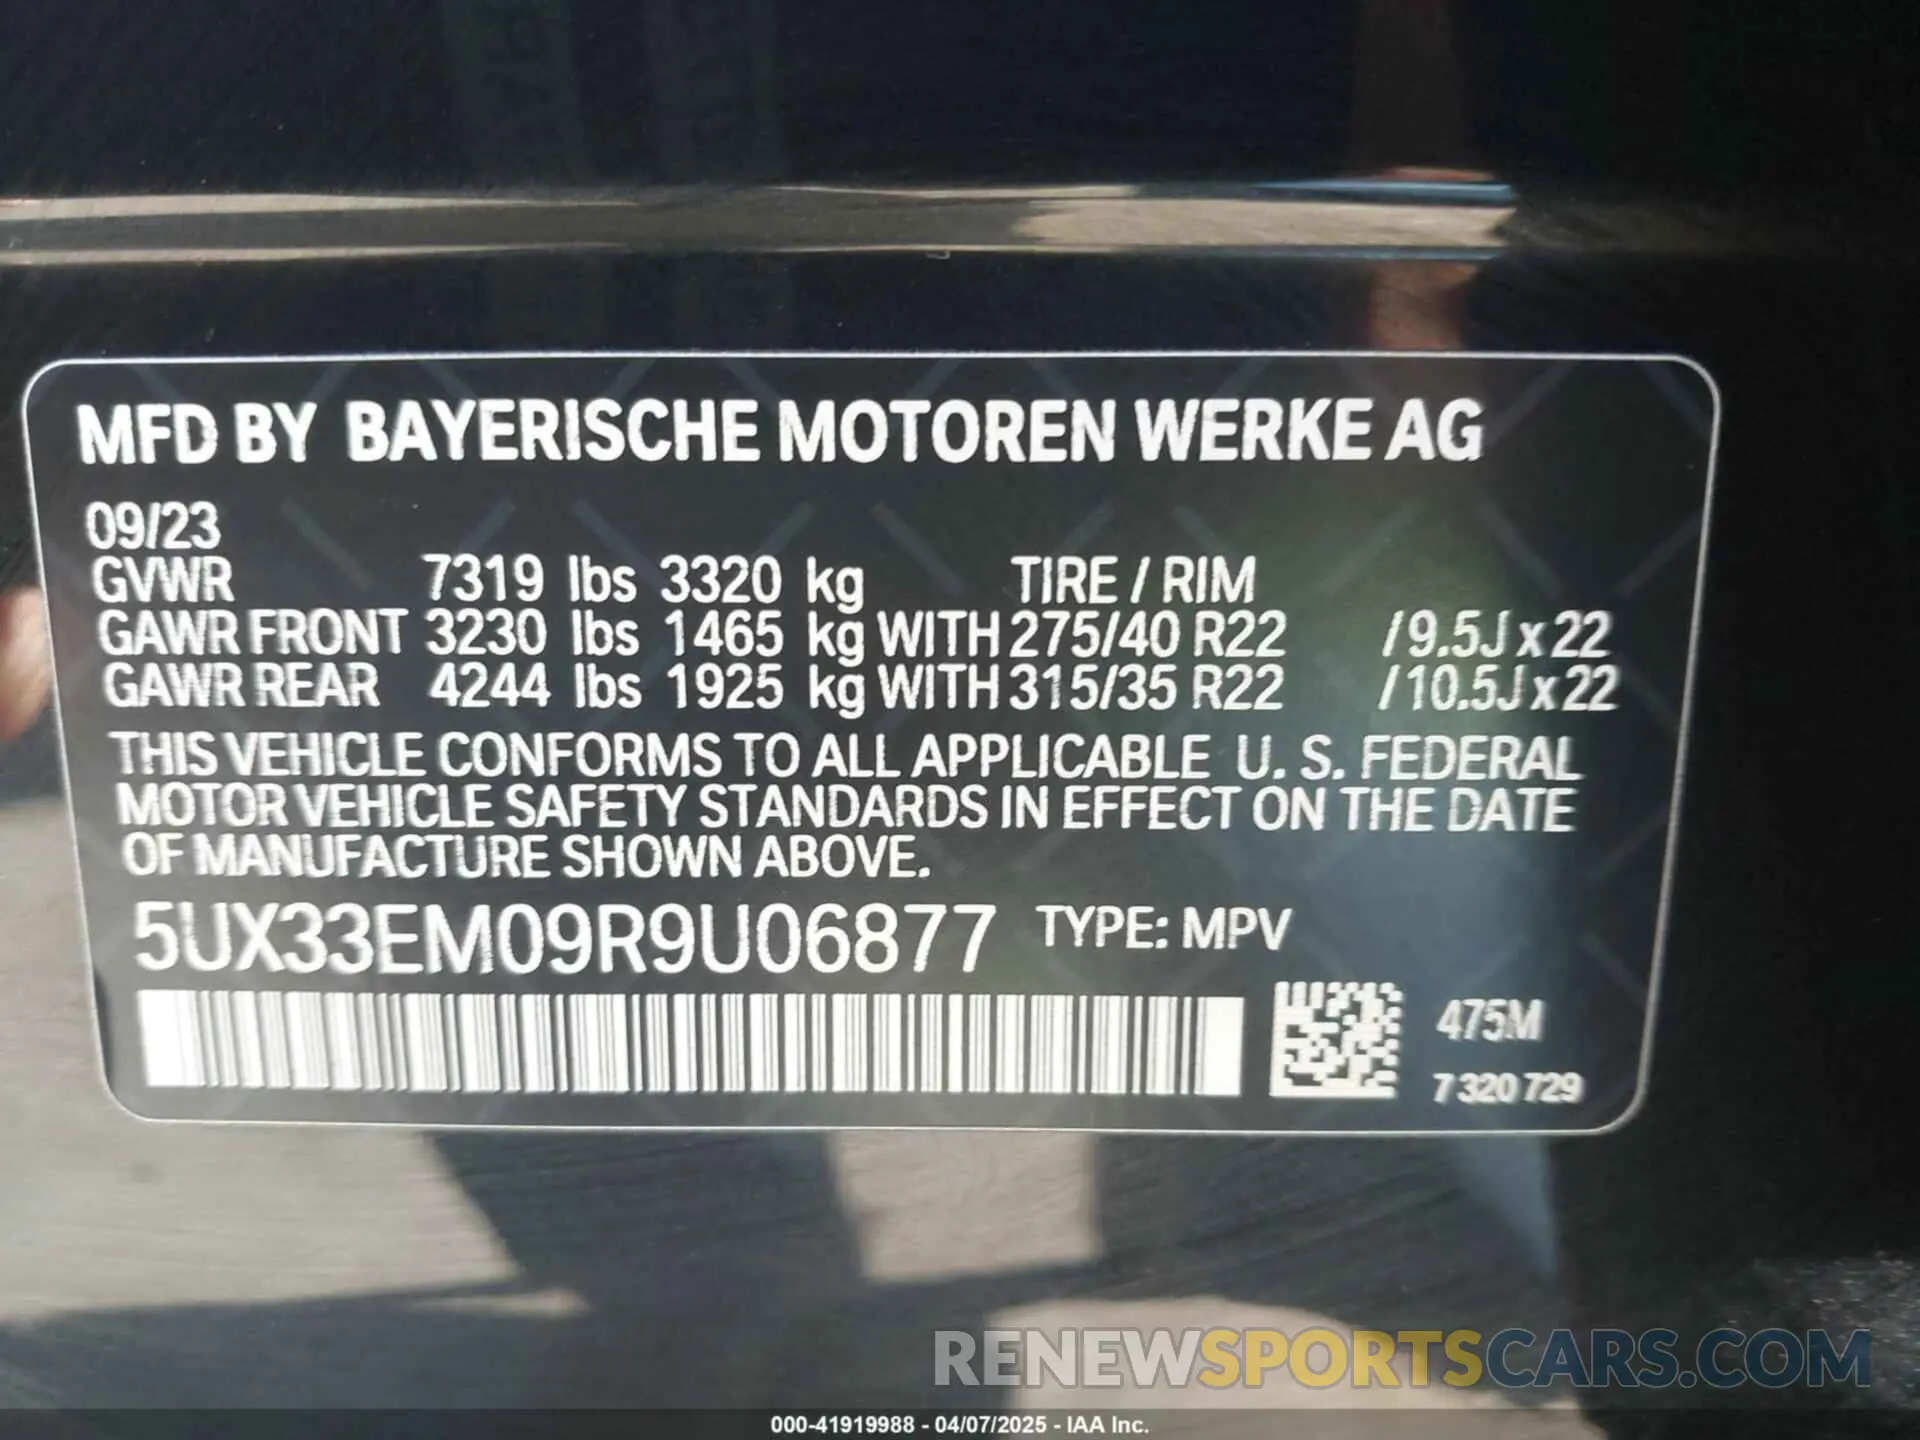 MFD BY BAYERISCHE MOTOREN WERKE AG
09/23
GVWR 7319 lbs 3320 kg TIRE / RIM
GAWR FRONT 3230 lbs 1465 kg WITH 275/40 R22 /9.5J x 22
GAWR REAR 4244 lbs 1925 kg WITH 315/35 R22 /10.5J x 22
THIS VEHICLE CONFORMS TO ALL APPLICABLE U. S. FEDERAL
MOTOR VEHICLE SAFETY STANDARDS IN EFFECT ON THE DATE
OF MANUFACTURE SHOWN ABOVE.
5UX33EM09R9U06877 TYPE: MPV
475M
7 320 729
RENEWSPORTSCARS.COM
000-41919988 - 04/07/2025 - IAA Inc.